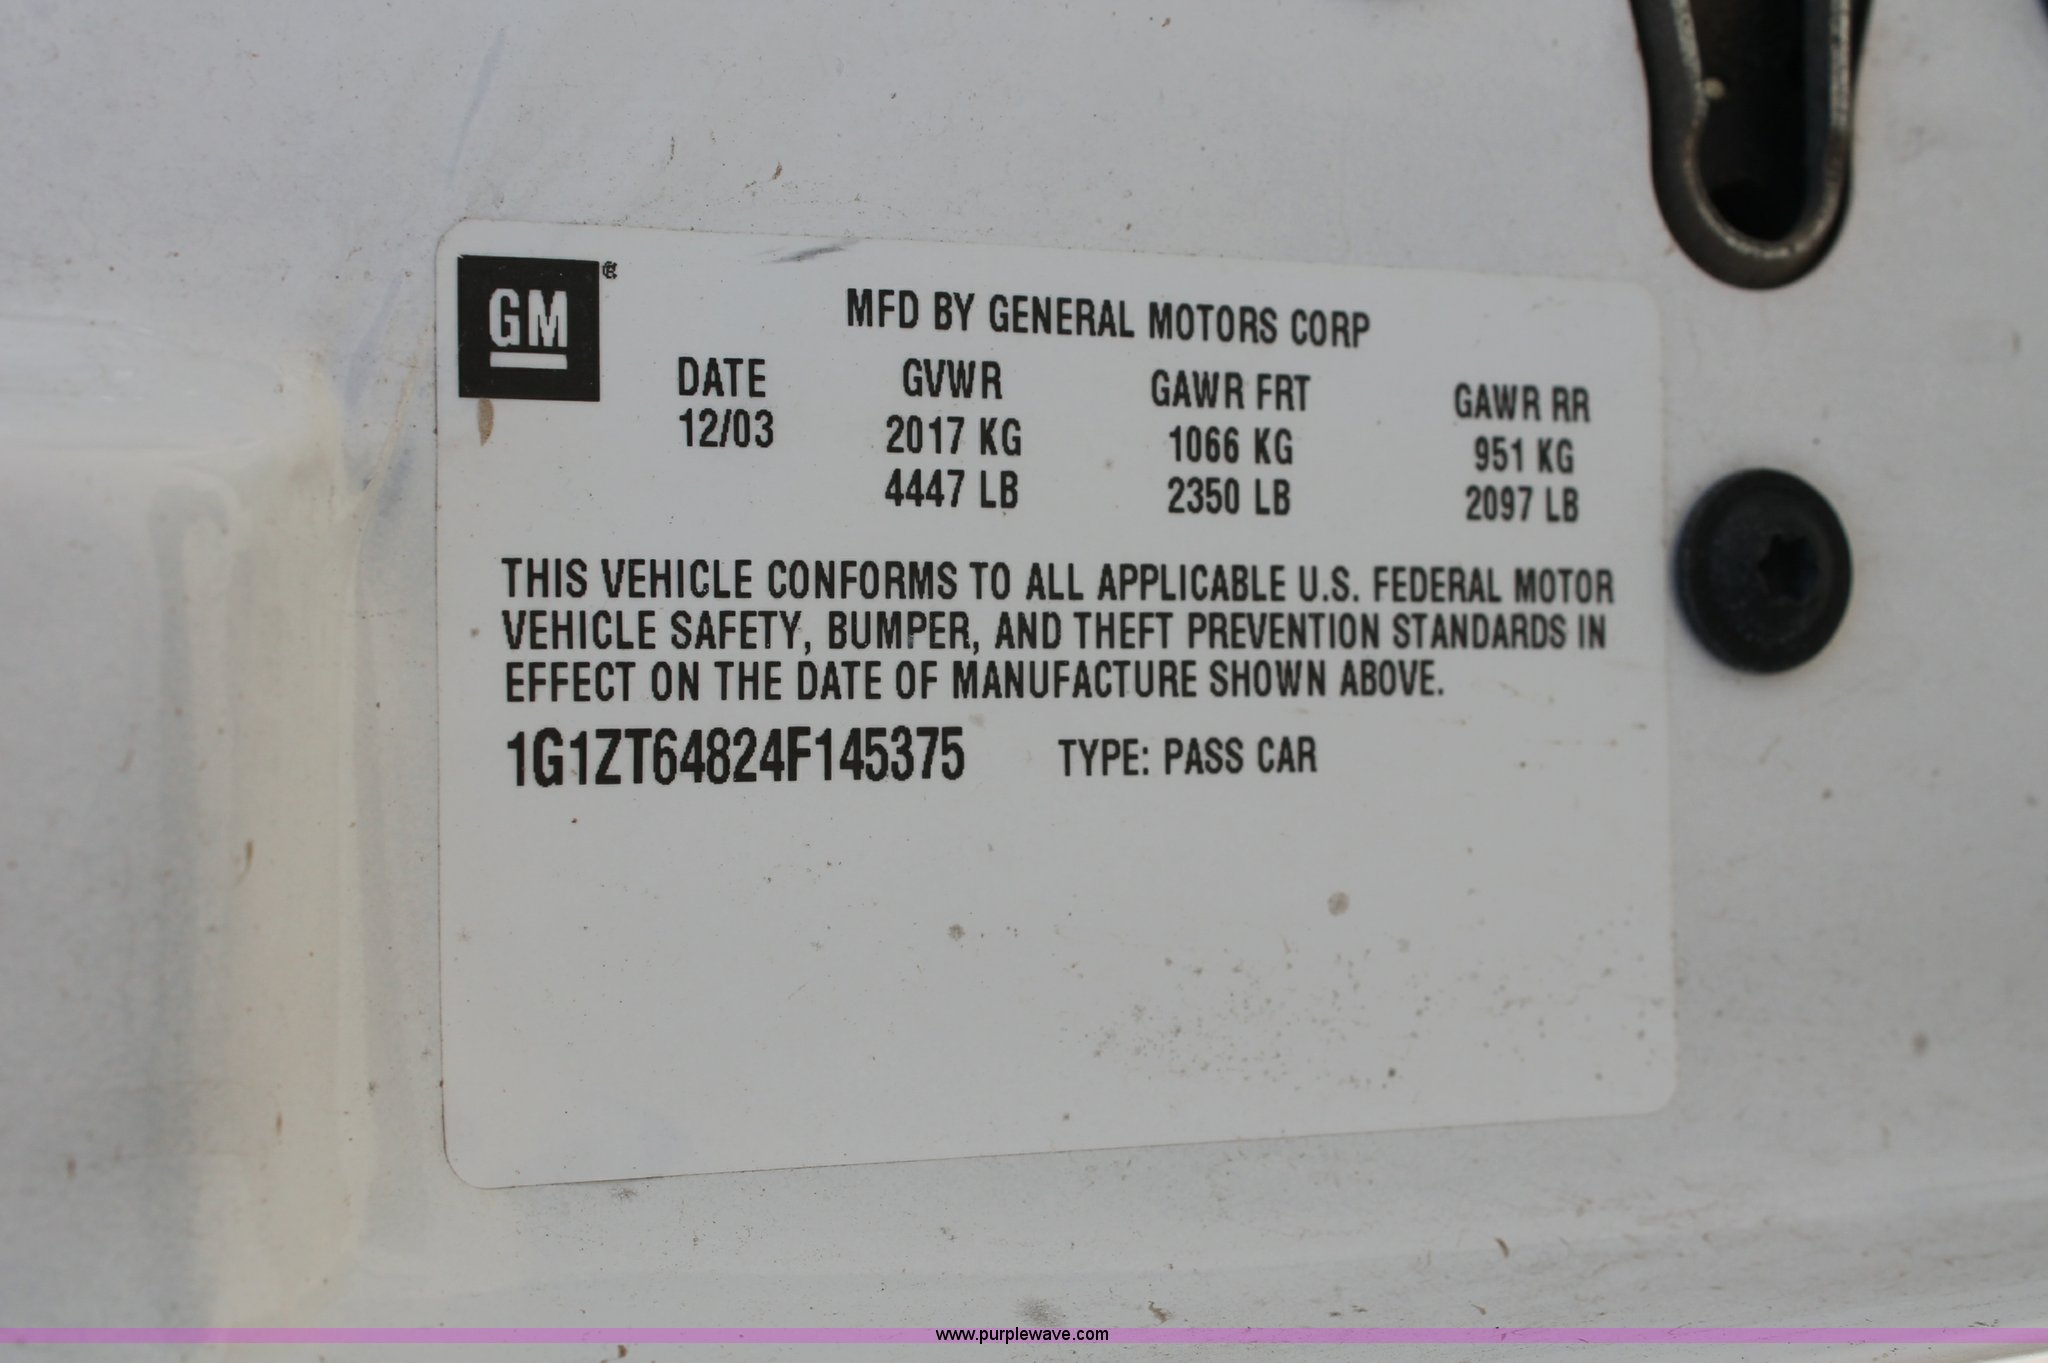 GM®
MFD BY GENERAL MOTORS CORP
DATE GVWR GAWR FRT GAWR RR
12/03 2017 KG 1066 KG 951 KG
4447 LB 2350 LB 2097 LB
THIS VEHICLE CONFORMS TO ALL APPLICABLE U.S. FEDERAL MOTOR
VEHICLE SAFETY, BUMPER, AND THEFT PREVENTION STANDARDS IN
EFFECT ON THE DATE OF MANUFACTURE SHOWN ABOVE.
1G1ZT64824F145375 TYPE: PASS CAR
www.purplewave.com